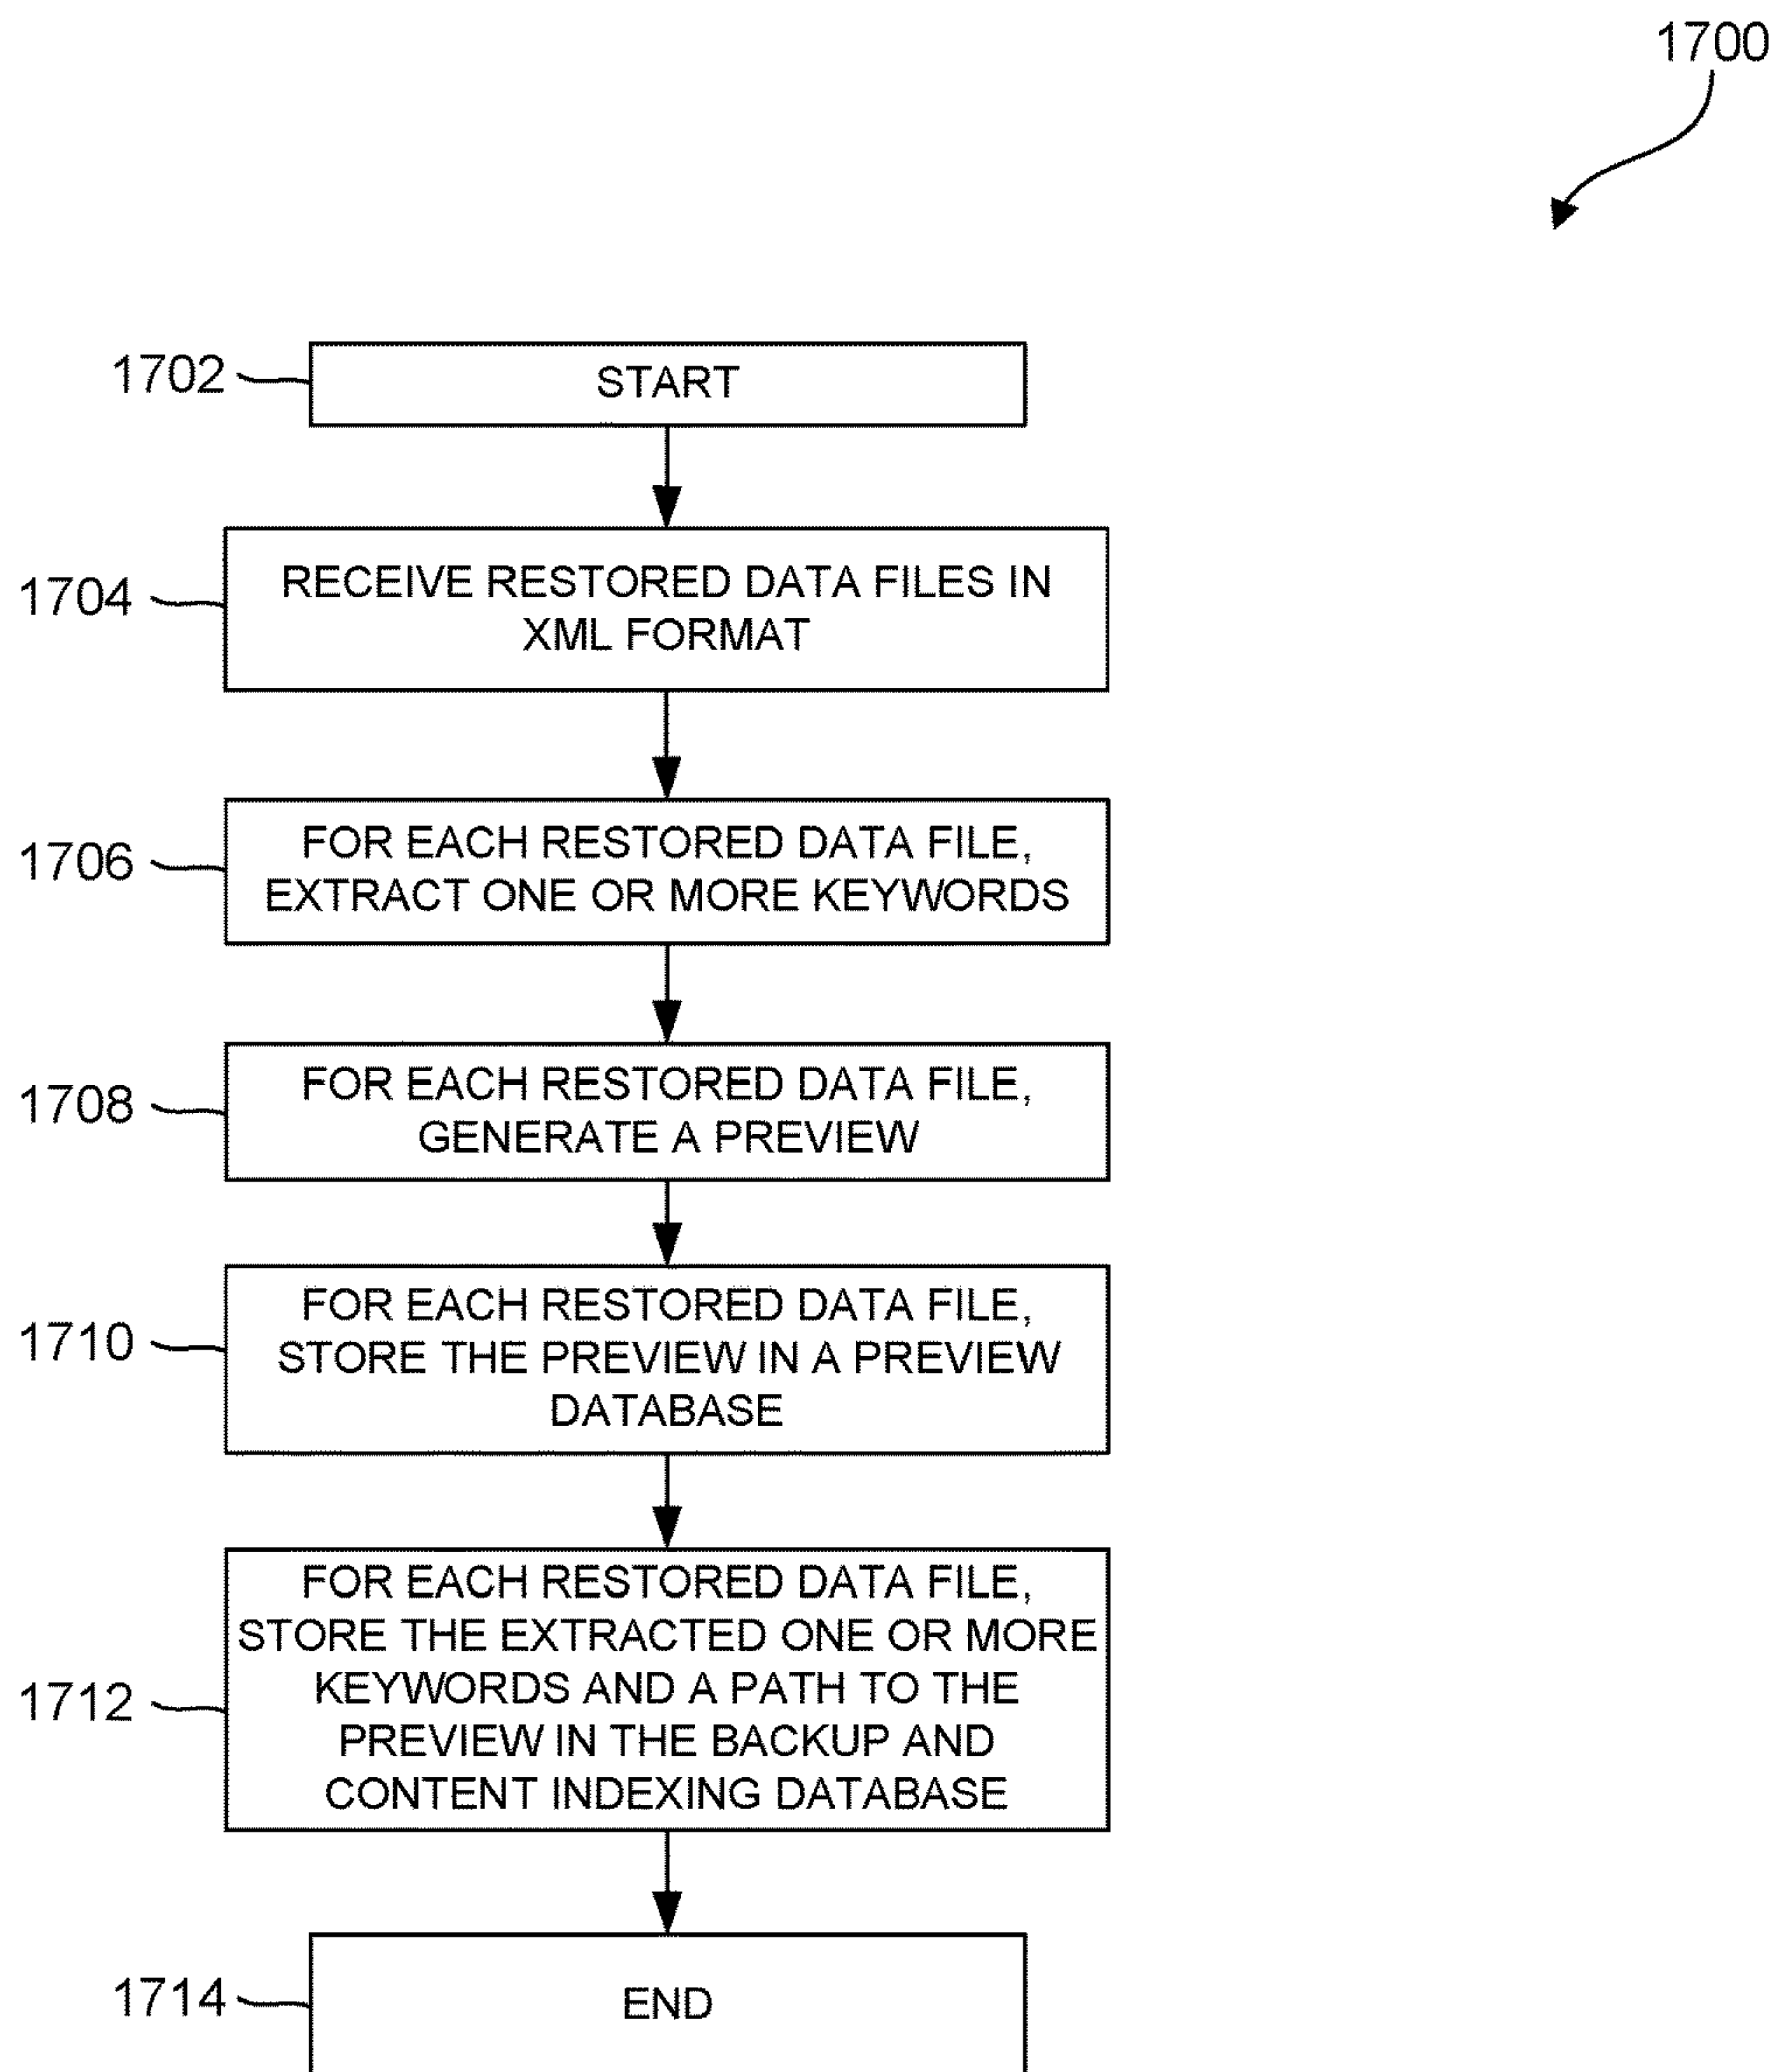 1700
1702
START
1704
RECEIVE RESTORED DATA FILES IN
XML FORMAT
1706
FOR EACH RESTORED DATA FILE,
EXTRACT ONE OR MORE KEYWORDS
1708
FOR EACH RESTORED DATA FILE,
GENERATE A PREVIEW
1710
FOR EACH RESTORED DATA FILE,
STORE THE PREVIEW IN A PREVIEW
DATABASE
1712
FOR EACH RESTORED DATA FILE,
STORE THE EXTRACTED ONE OR MORE
KEYWORDS AND A PATH TO THE
PREVIEW IN THE BACKUP AND
CONTENT INDEXING DATABASE
1714
END